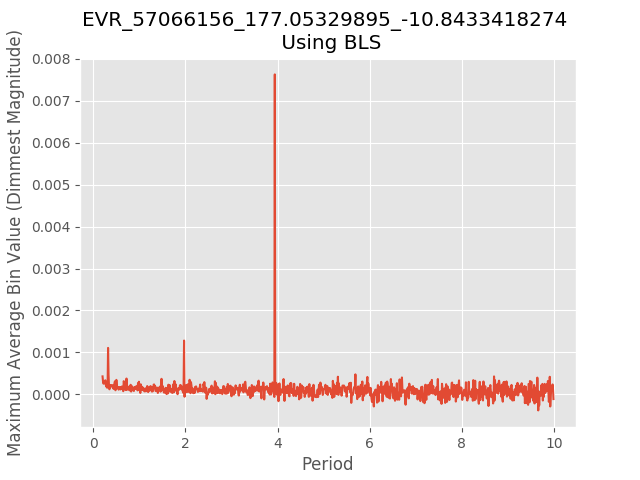 EVR_57066156_177.05329895_-10.8433418274
Using BLS
Maximum Average Bin Value (Dimmest Magnitude)
0.008
0.007
0.006
0.005
0.004
0.003
0.002
0.001
0.000
0 2 4 6 8 10
Period